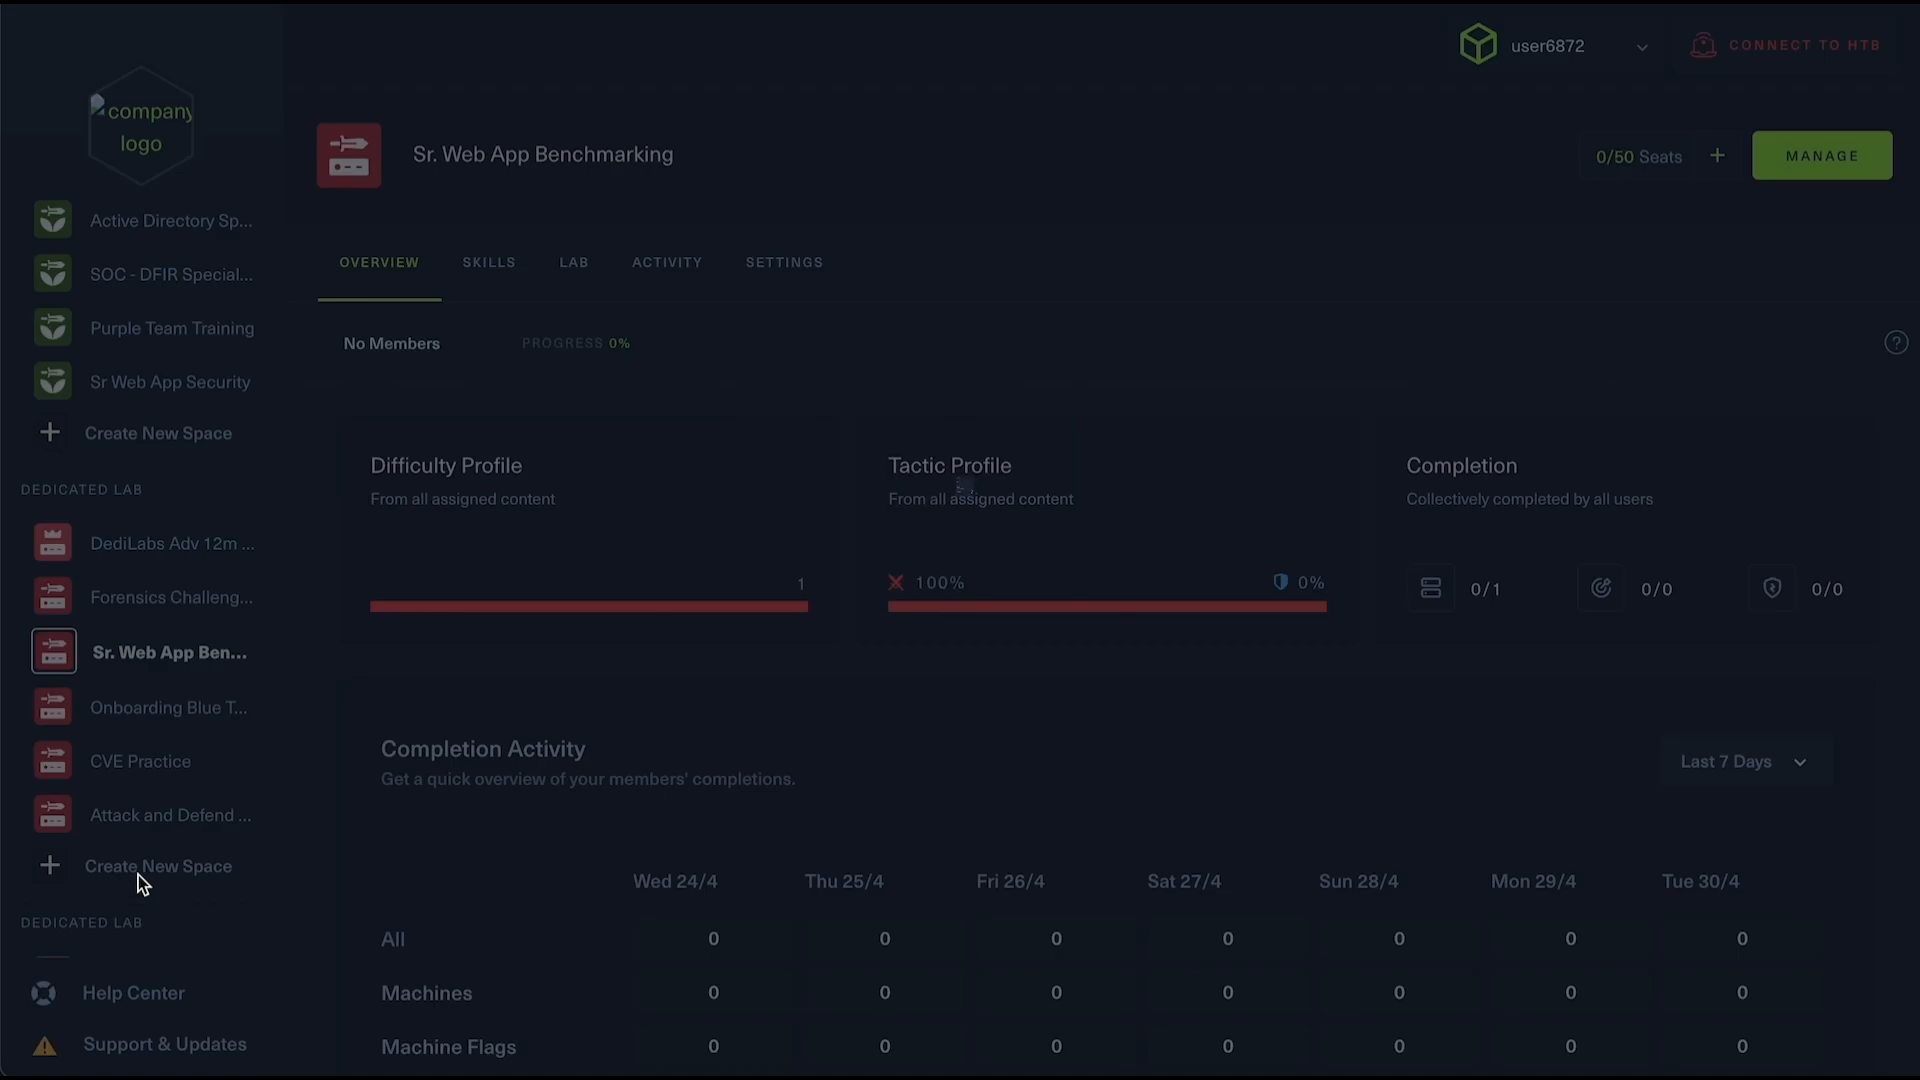 user6872
CONNECT TO HTB
company
logo
Sr. Web App Benchmarking
0/50 Seats
+
MANAGE
Active Directory Sp...
SOC - DFIR Special...
Purple Team Training
Sr Web App Security
+ Create New Space
OVERVIEW
SKILLS
LAB
ACTIVITY
SETTINGS
No Members
PROGRESS 0%
?
DEDICATED LAB
DediLabs Adv 12m ...
Forensics Challeng...
Sr. Web App Ben...
Onboarding Blue T...
CVE Practice
Attack and Defend ...
+ Create New Space
DEDICATED LAB
Help Center
Support & Updates
Difficulty Profile
From all assigned content
1
Tactic Profile
From all assigned content
100%
0%
Completion
Collectively completed by all users
0/1
0/0
0/0
Completion Activity
Get a quick overview of your members' completions.
Last 7 Days
Wed 24/4 Thu 25/4 Fri 26/4 Sat 27/4 Sun 28/4 Mon 29/4 Tue 30/4
All 0 0 0 0 0 0 0
Machines 0 0 0 0 0 0 0
Machine Flags 0 0 0 0 0 0 0